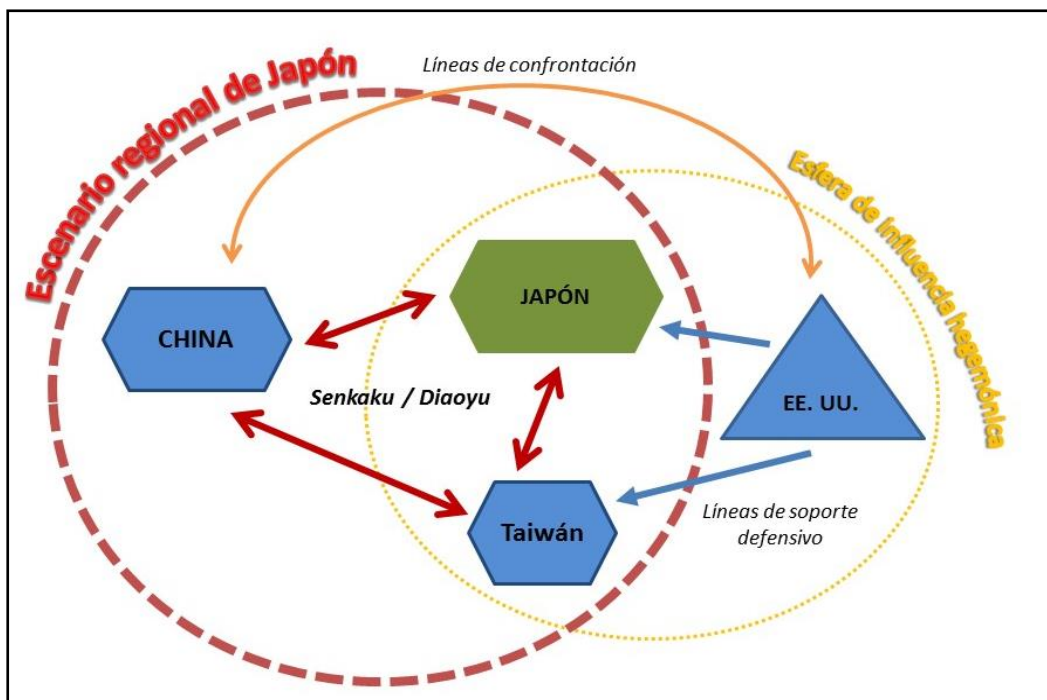 Líneas de confrontación
Escenario regional de Japón
Esfera de influencia hegemónica
JAPÓN
CHINA
Senkaku / Diaoyu
EE. UU.
Taiwán
Líneas de soporte
defensivo